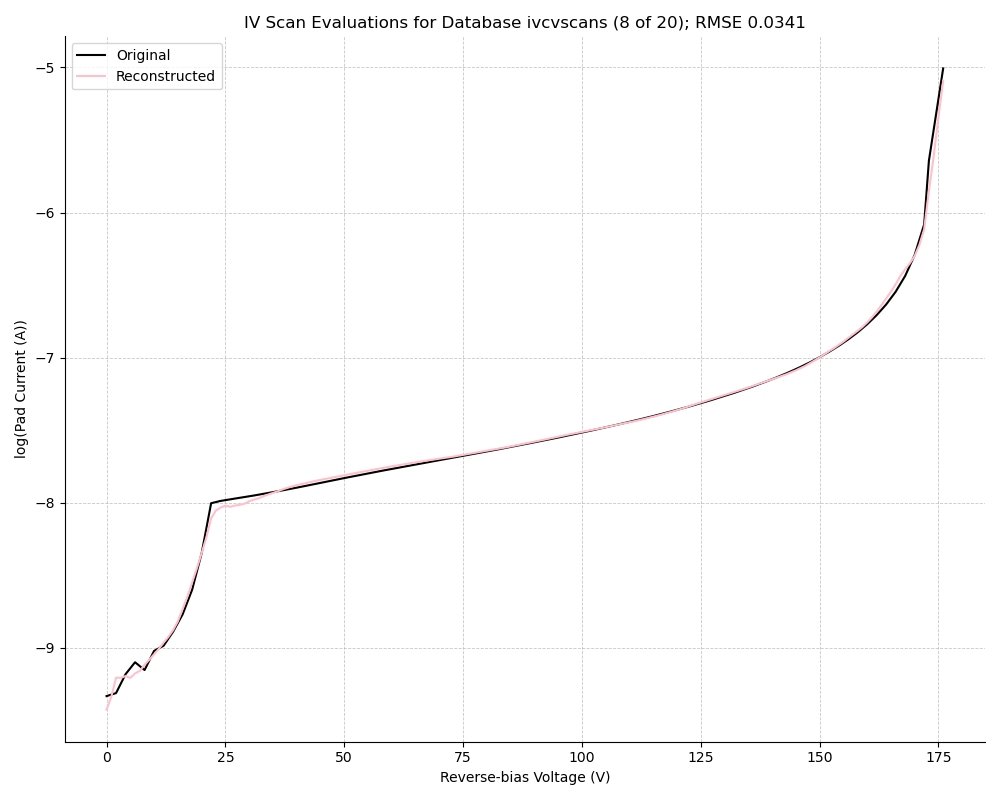 IV Scan Evaluations for Database ivcvscans (8 of 20); RMSE 0.0341
Original
Reconstructed
−5
−6
−7
−8
−9
log(Pad Current (A))
0
25
50
75
100
125
150
175
Reverse-bias Voltage (V)